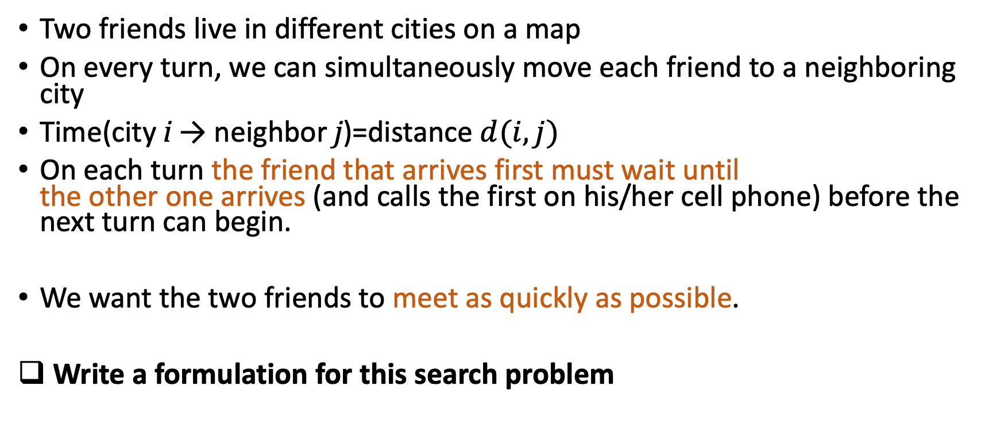 • Two friends live in different cities on a map
• On every turn, we can simultaneously move each friend to a neighboring
city
• Time(city i → neighbor j)=distance d(i, j)
• On each turn the friend that arrives first must wait until
the other one arrives (and calls the first on his/her cell phone) before the
next turn can begin.
• We want the two friends to meet as quickly as possible.
❑ Write a formulation for this search problem